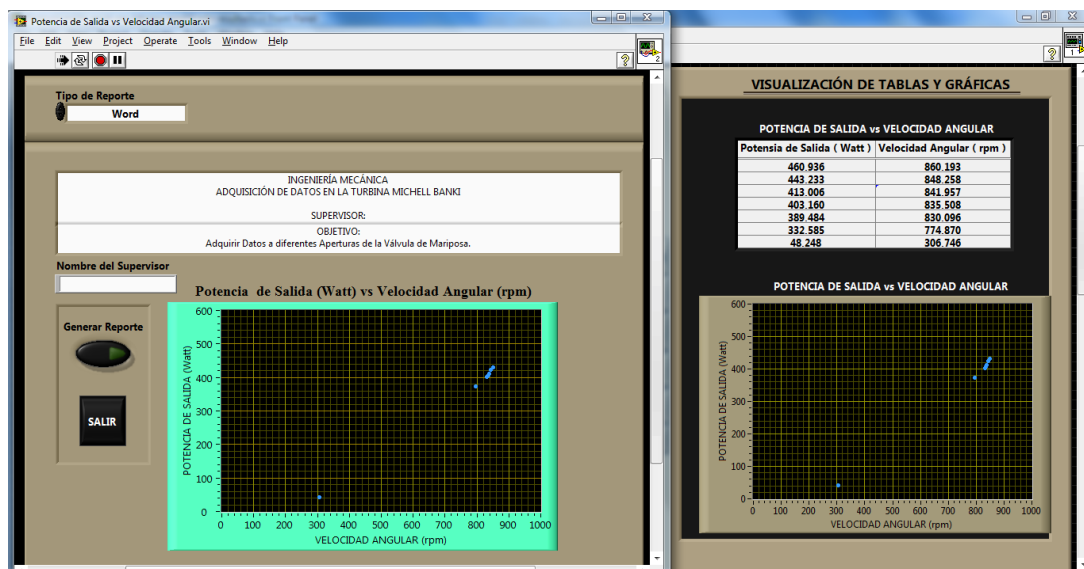 Potencia de Salida vs Velocidad Angular.vi
File Edit View Project Operate Tools Window Help
2
Tipo de Reporte
Word
INGENIERÍA MECÁNICA
ADQUISICIÓN DE DATOS EN LA TURBINA MICHELL BANKI
SUPERVISOR:
OBJETIVO:
Adquirir Datos a diferentes Aperturas de la Válvula de Mariposa.
Nombre del Supervisor
Generar Reporte
SALIR
Potencia de Salida (Watt) vs Velocidad Angular (rpm)
POTENCIA DE SALIDA (Watt)
600
500
400
300
200
100
0
0 100 200 300 400 500 600 700 800 900 1000
VELOCIDAD ANGULAR (rpm)
1
VISUALIZACIÓN DE TABLAS Y GRÁFICAS
POTENCIA DE SALIDA vs VELOCIDAD ANGULAR
Potensia de Salida ( Watt ) Velocidad Angular ( rpm )
460.936 860.193
443.233 848.258
413.006 841.957
403.160 835.508
389.484 830.096
332.585 774.870
48.248 306.746
POTENCIA DE SALIDA vs VELOCIDAD ANGULAR
POTENCIA DE SALIDA (Watt)
600
500
400
300
200
100
0
0 100 200 300 400 500 600 700 800 900 1000
VELOCIDAD ANGULAR (rpm)